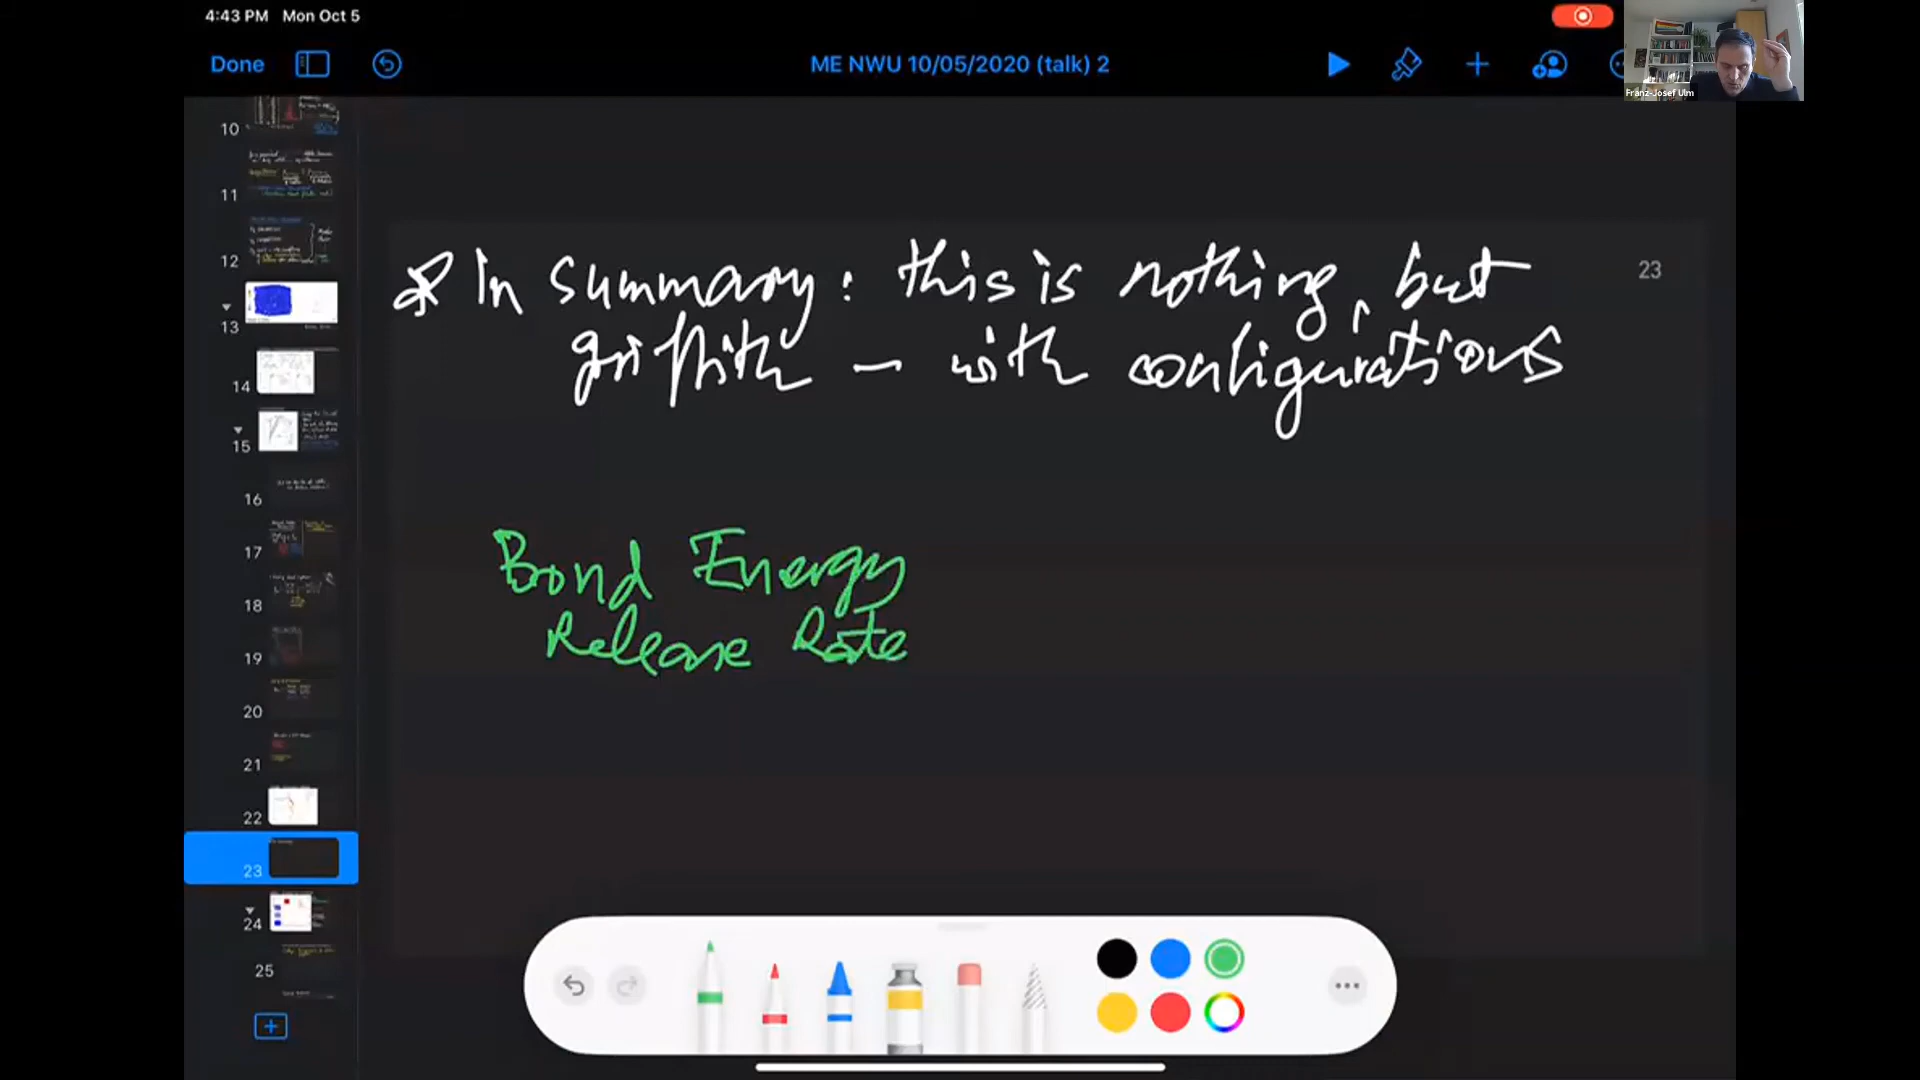 4:43 PM Mon Oct 5
Done
ME NWU 10/05/2020 (talk) 2
Franz-Josef Ulm
10
11
12
13
14
15
16
17
18
19
20
21
22
23
24
25
23
In summary: this is nothing, but
griffith - with configurations
Bond Energy
Release Rate